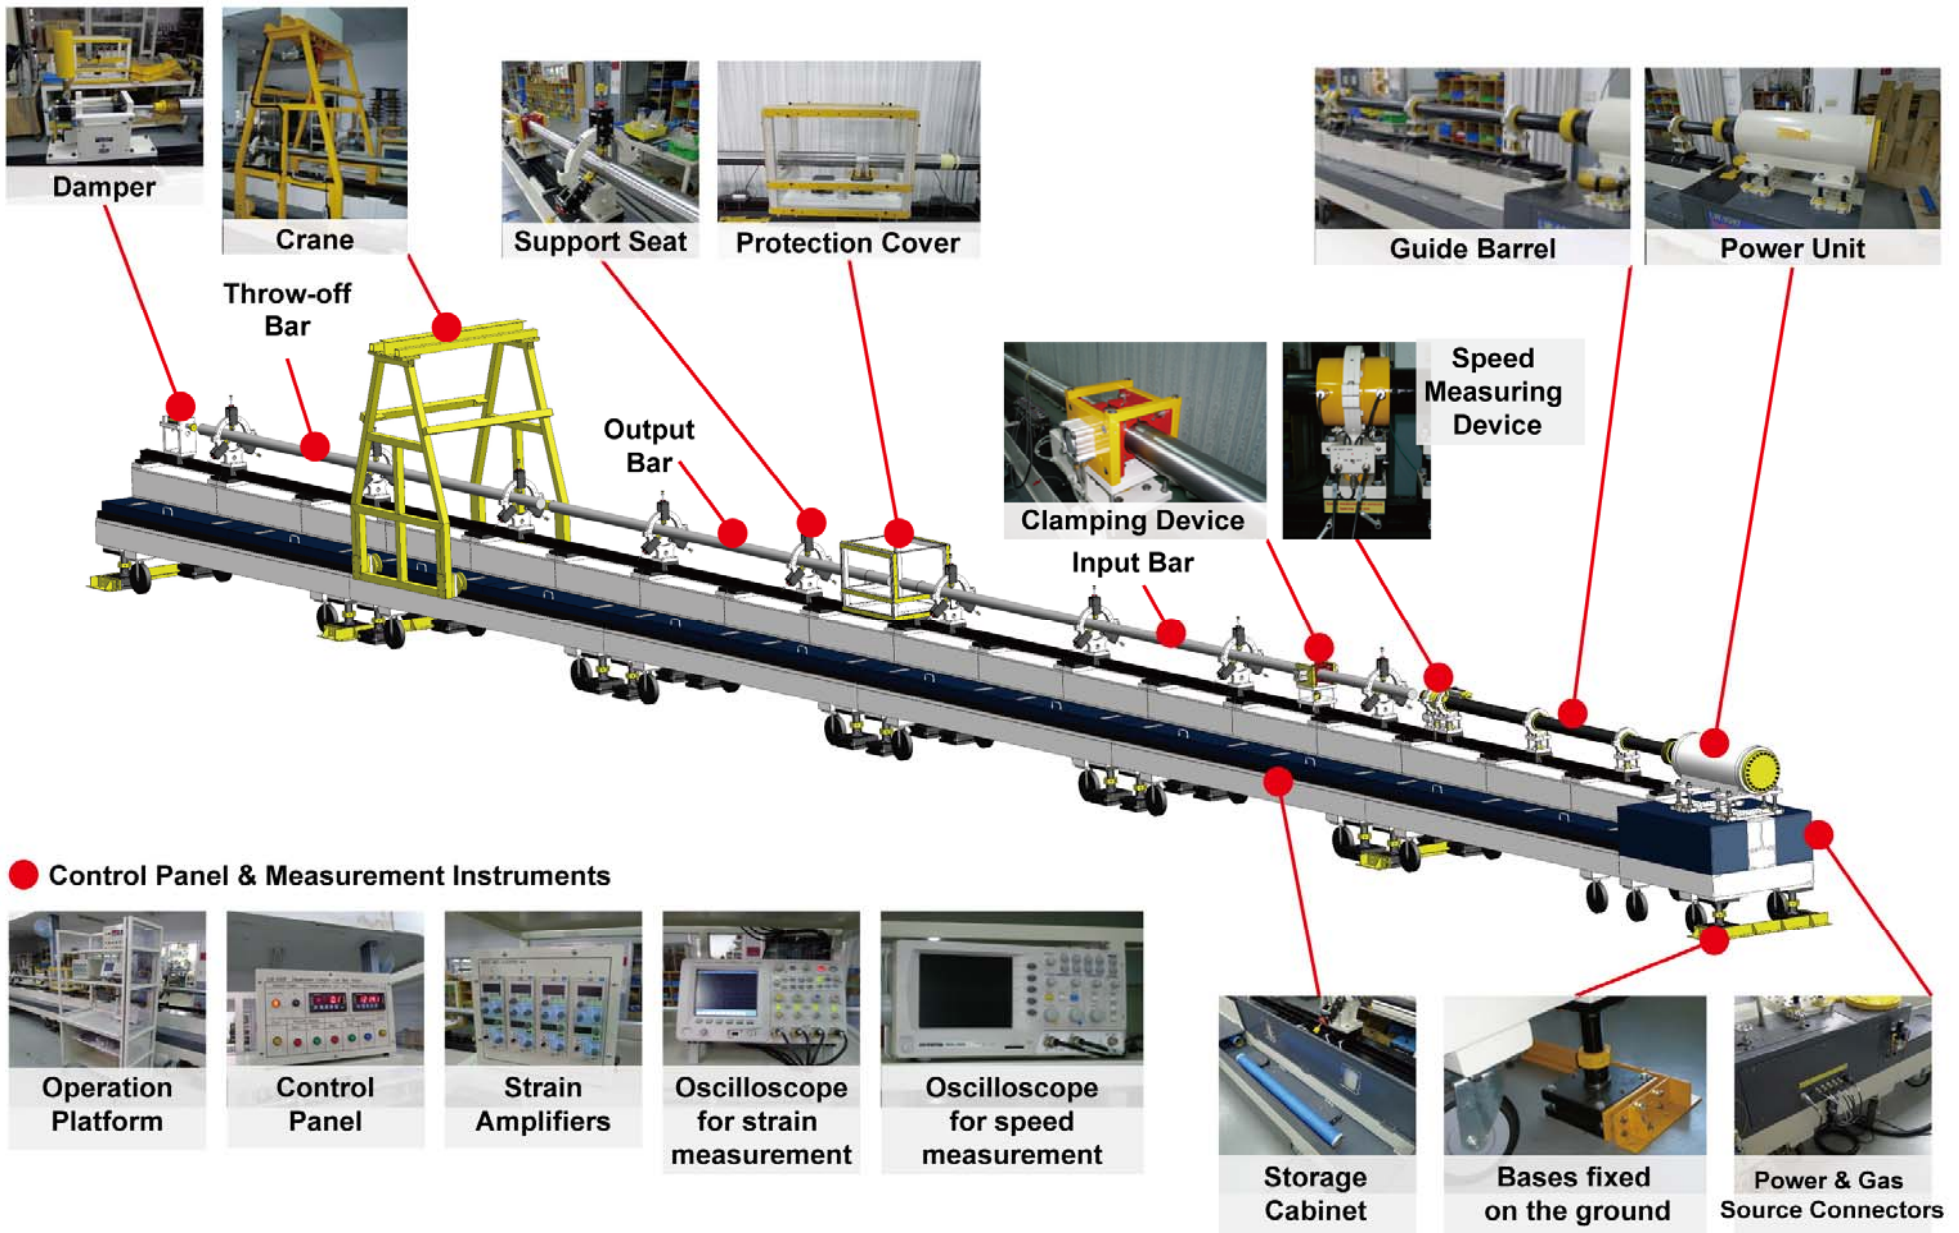 Damper
Crane
Support Seat
Protection Cover
Guide Barrel
Power Unit
Throw-off
Bar
Output
Bar
Clamping Device
Speed
Measuring
Device
Input Bar
Control Panel & Measurement Instruments
Operation
Platform
Control
Panel
Strain
Amplifiers
Oscilloscope
for strain
measurement
Oscilloscope
for speed
measurement
Storage
Cabinet
Bases fixed
on the ground
Power & Gas
Source Connectors